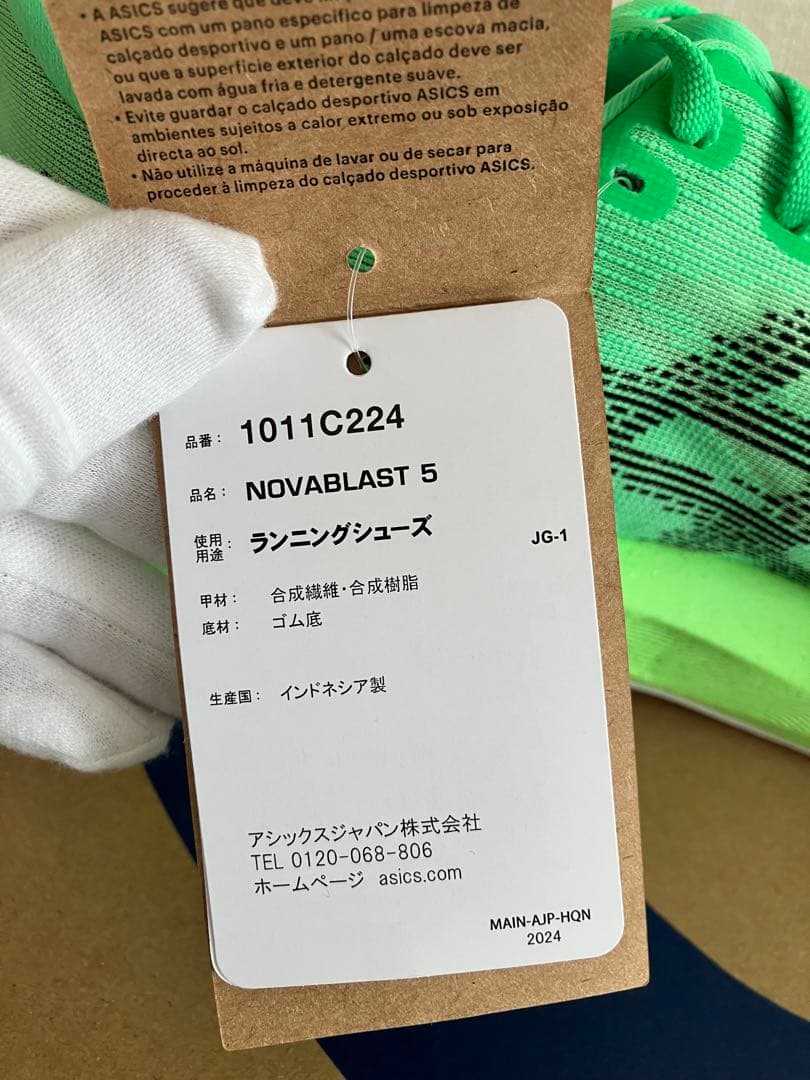 • A ASICS sugere que deve
ASICS com um pano específico para limpeza de
calçado desportivo e um pano / uma escova macia,
ou que a superfície exterior do calçado deve ser
lavada com água fria e detergente suave.
• Evite guardar o calçado desportivo ASICS em
ambientes sujeitos a calor extremo ou sob exposição
directa ao sol.
• Não utilize a máquina de lavar ou de secar para
proceder à limpeza do calçado desportivo ASICS.
品番： 1011C224
品名： NOVABLAST 5
使用用途： ランニングシューズ
JG-1
甲材： 合成繊維・合成樹脂
底材： ゴム底
生産国： インドネシア製
アシックスジャパン株式会社
TEL 0120-068-806
ホームページ asics.com
MAIN-AJP-HQN
2024